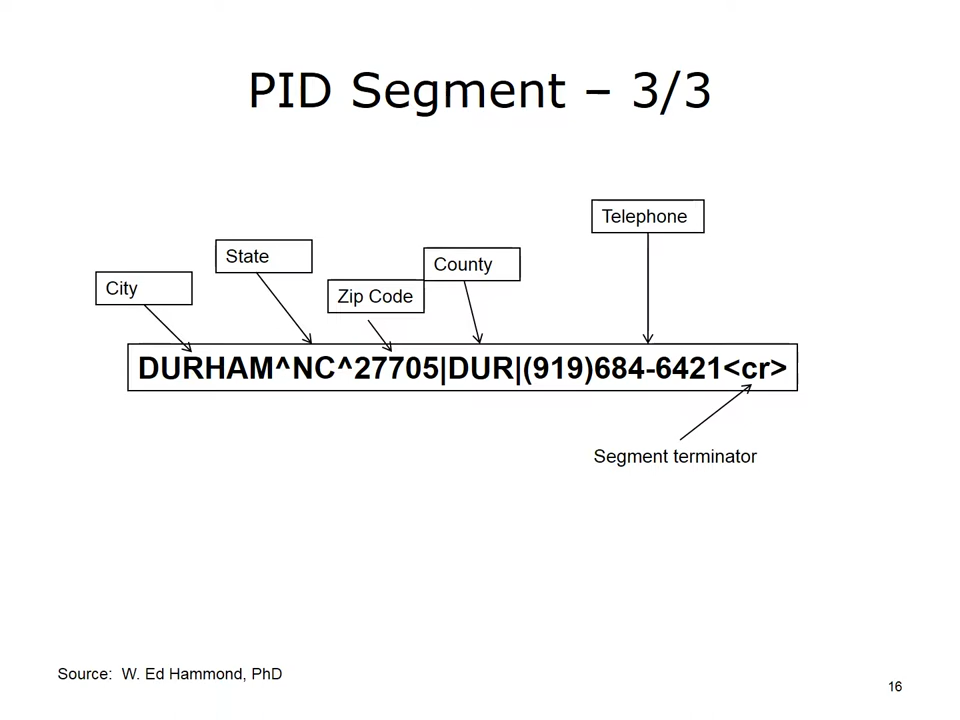 PID Segment – 3/3
Telephone
State
County
City
Zip Code
DURHAM^NC^27705|DUR|(919)684-6421<cr>
Segment terminator
Source: W. Ed Hammond, PhD
16